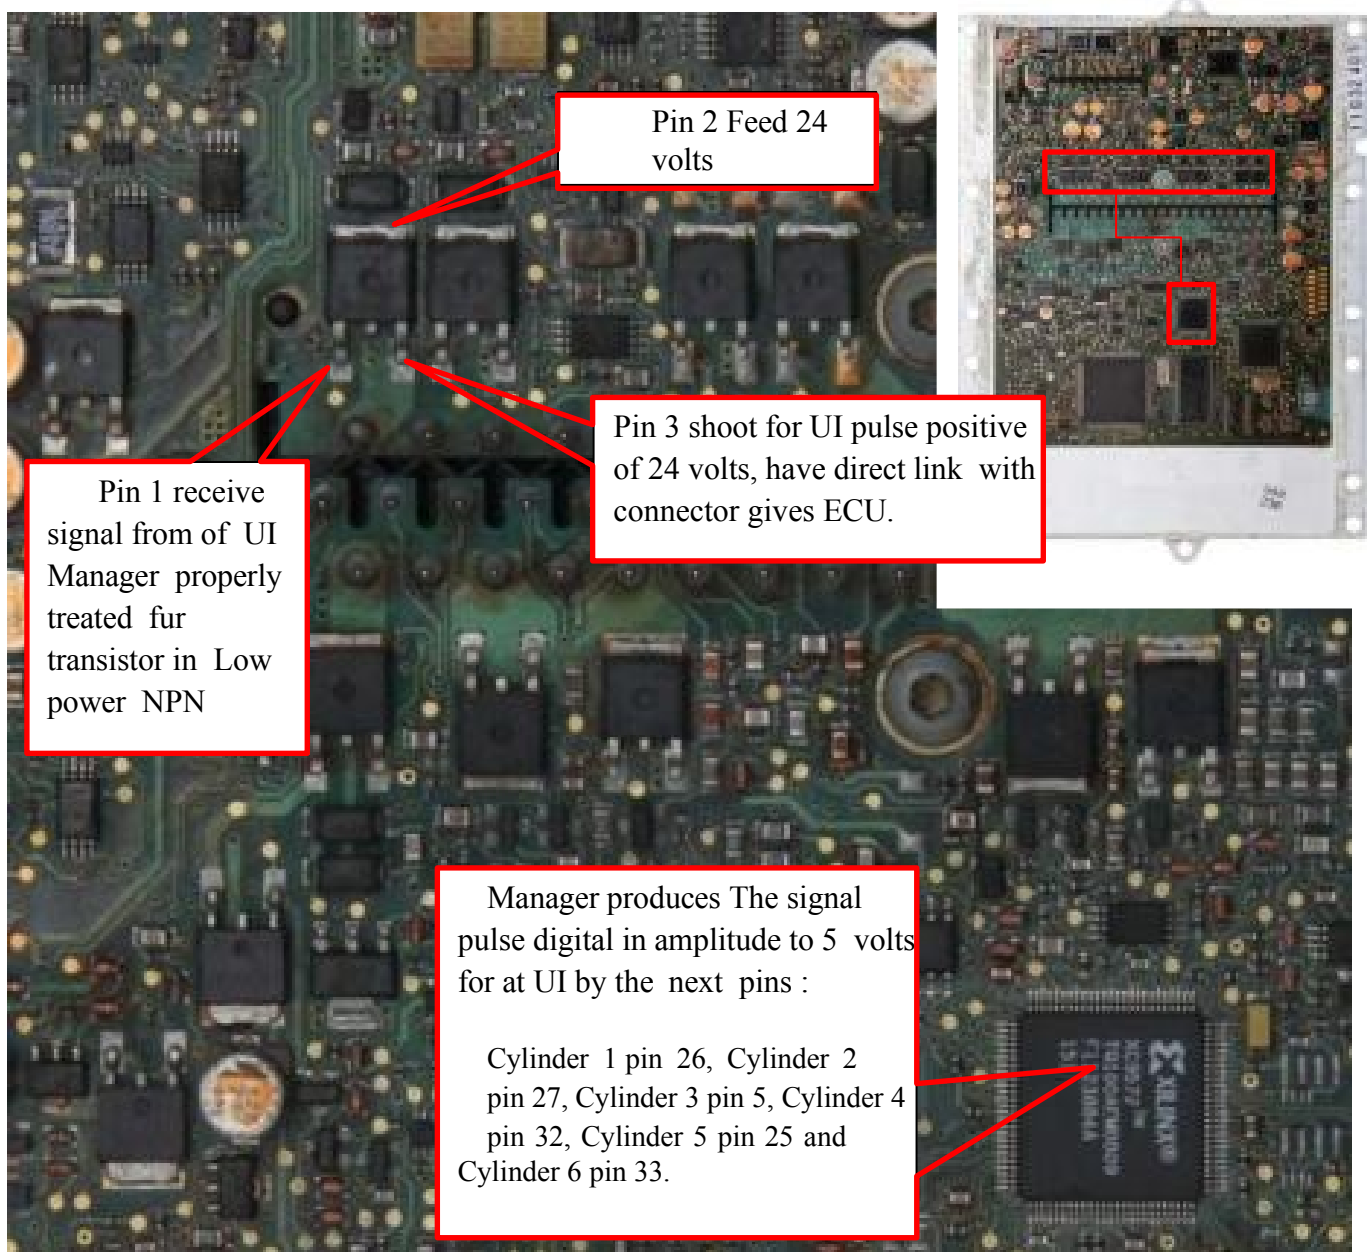 Pin 2 Feed 24
volts
Pin 3 shoot for UI pulse positive
of 24 volts, have direct link with
connector gives ECU.
Pin 1 receive
signal from of UI
Manager properly
treated fur
transistor in Low
power NPN
Manager produces The signal
pulse digital in amplitude to 5 volts
for at UI by the next pins :
Cylinder 1 pin 26, Cylinder 2
pin 27, Cylinder 3 pin 5, Cylinder 4
pin 32, Cylinder 5 pin 25 and
Cylinder 6 pin 33.
XILINX®